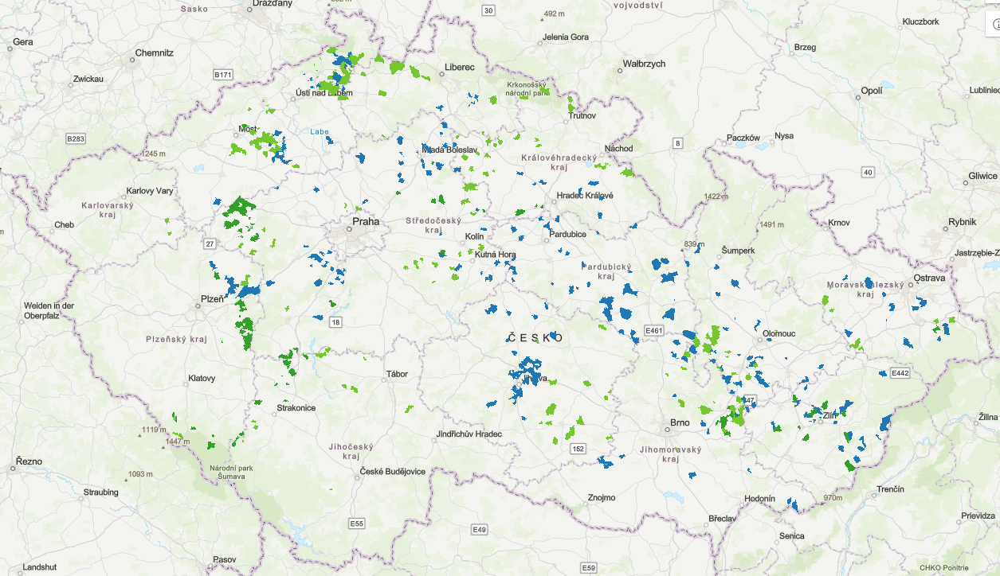 Drážďany
Sasko
30
492 m
vojvodství
Kluczbork
Gera
Jelenia Gora
Brzeg
Chemnitz
Wałbrzych
Liberec
Zwickau
B171
Krkonošský
národní park
Opolí
Lubliniec
Ústí nad Labem
Trutnov
Most
Labe
B283
Paczków
Nysa
8
1245 m
Mladá Boleslav
Náchod
Královéhradecký
kraj
40
Gliwice
Karlovy Vary
Hradec Králové
1422 m
Karlovarský
kraj
Cheb
Praha
Středočeský
kraj
1491 m
Krnov
Rybnik
Kolín
Pardubice
27
839 m
Šumperk
Jastrzębie-Z
Kutná Hora
Pardubický
kraj
Ostrava
Moravskoslezský
kraj
Plzeň
Weiden in der
Oberpfalz
18
E461
Olomouc
Plzeňský kraj
ČESKO
Tábor
E442
Klatovy
Jihlava
47
Strakonice
Zlín
Žilina
Brno
1119 m
1447 m
Jindřichův Hradec
152
Jihočeský
kraj
Jihomoravský
kraj
Řezno
Národní park
Šumava
1093 m
České Budějovice
Straubing
Trenčín
Znojmo
Hodonín
970m
Břeclav
Prievidza
E55
E49
Senica
Pasov
Landshut
E59
CHKO Ponitrie